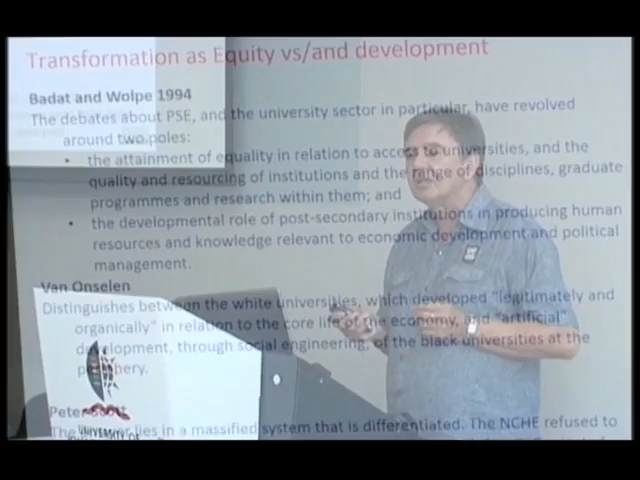 Transformation as Equity vs/and development
Badat and Wolpe 1994
The debates about PSE, and the university sector in particular, have revolved
around two poles:
• the attainment of equality in relation to access to universities, and the
quality and resourcing of institutions and the range of disciplines, graduate
programmes and research within them; and
• the developmental role of post-secondary institutions in producing human
resources and knowledge relevant to economic development and political
management.
Van Onselen
Distinguishes between the white universities, which developed "legitimately and
organically" in relation to the core life of the economy, and "artificial"
development, through social engineering, of the black universities at the
periphery.
Peter Scott
The answer lies in a massified system that is differentiated. The NCHE refused to
UNIVERSITY OF